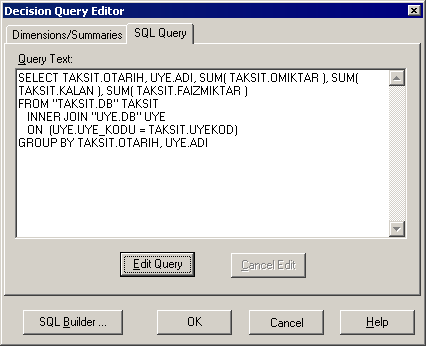 Decision Query Editor
Dimensions/Summaries SQL Query
Query Text:
SELECT TAKSIT.OTARIH, UYE.ADI, SUM( TAKSIT.OMIKTAR ), SUM(
TAKSIT.KALAN ), SUM( TAKSIT.FAIZMIKTAR )
FROM "TAKSIT.DB" TAKSIT
INNER JOIN "UYE.DB" UYE
ON (UYE.UYE_KODU = TAKSIT.UYEKOD)
GROUP BY TAKSIT.OTARIH, UYE.ADI
Edit Query Cancel Edit
SQL Builder ... OK Cancel Help